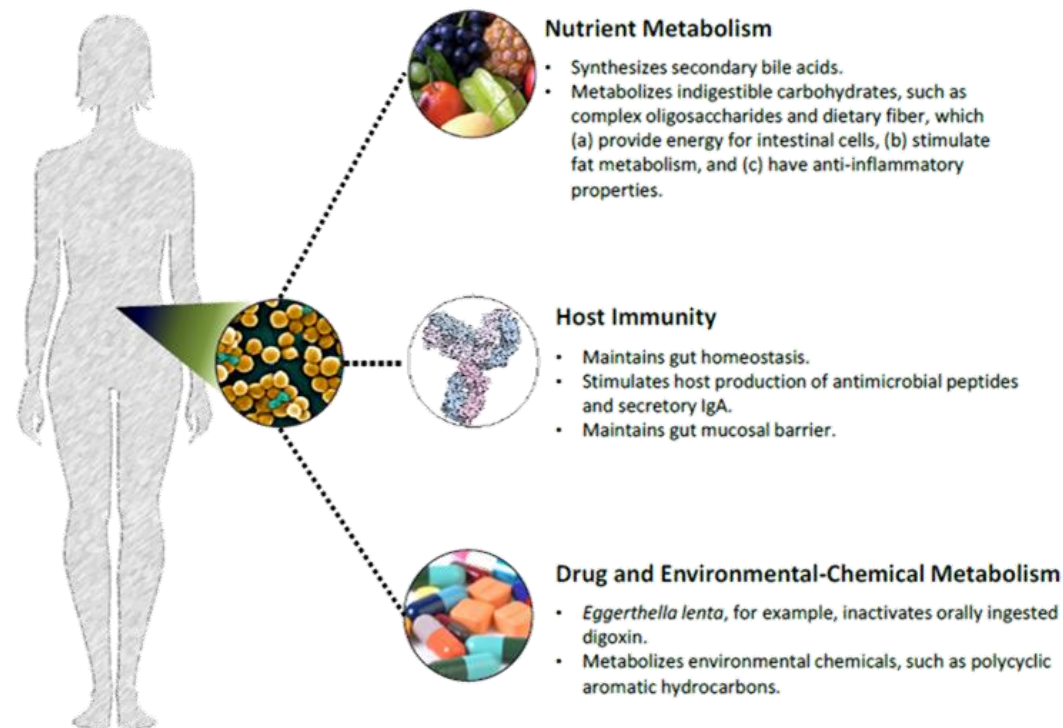 Nutrient Metabolism
• Synthesizes secondary bile acids.
• Metabolizes indigestible carbohydrates, such as
complex oligosaccharides and dietary fiber, which
(a) provide energy for intestinal cells, (b) stimulate
fat metabolism, and (c) have anti-inflammatory
properties.
Host Immunity
• Maintains gut homeostasis.
• Stimulates host production of antimicrobial peptides
and secretory IgA.
• Maintains gut mucosal barrier.
Drug and Environmental-Chemical Metabolism
• Eggerthella lenta, for example, inactivates orally ingested
digoxin.
• Metabolizes environmental chemicals, such as polycyclic
aromatic hydrocarbons.